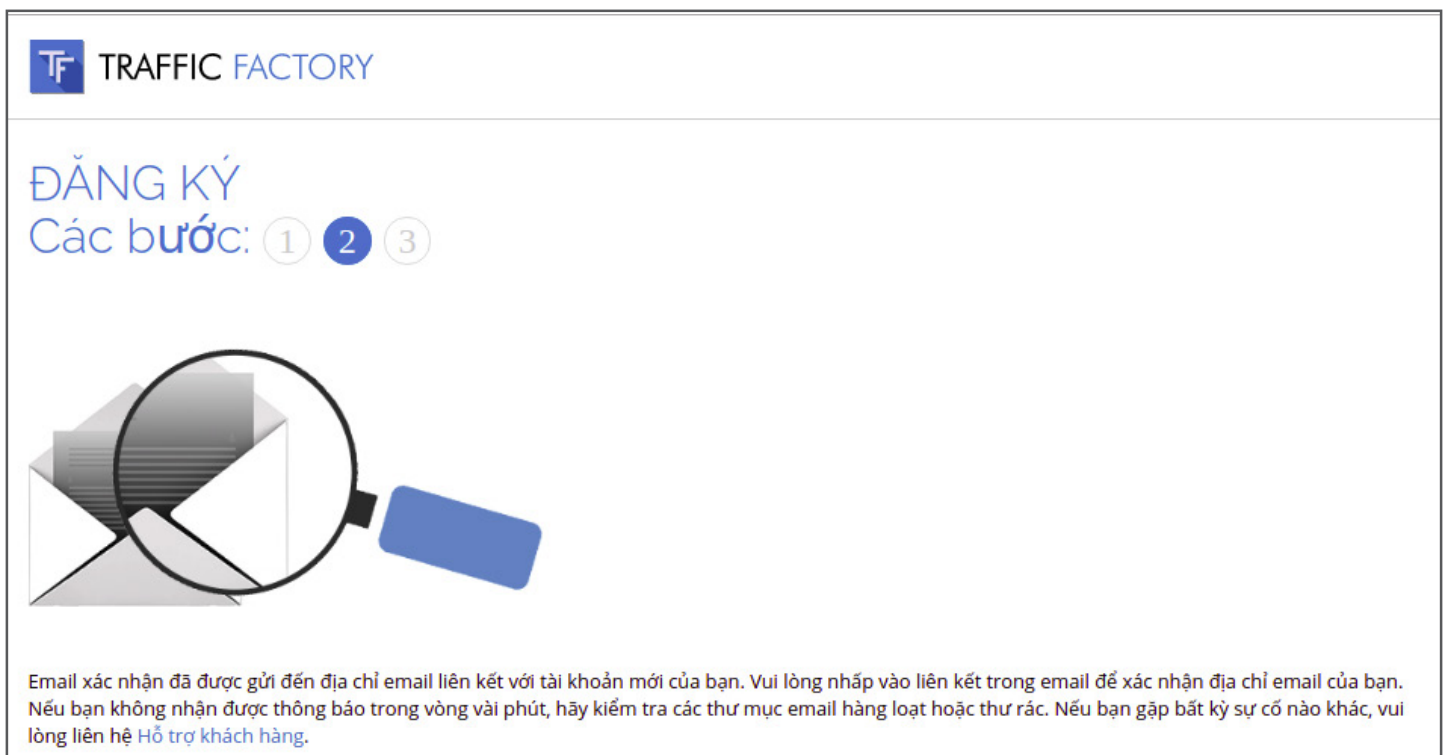 TF TRAFFIC FACTORY
ĐĂNG KÝ
Các bước: 1 2 3
Email xác nhận đã được gửi đến địa chỉ email liên kết với tài khoản mới của bạn. Vui lòng nhấp vào liên kết trong email để xác nhận địa chỉ email của bạn.
Nếu bạn không nhận được thông báo trong vòng vài phút, hãy kiểm tra các thư mục email hàng loạt hoặc thư rác. Nếu bạn gặp bất kỳ sự cố nào khác, vui
lòng liên hệ Hỗ trợ khách hàng.